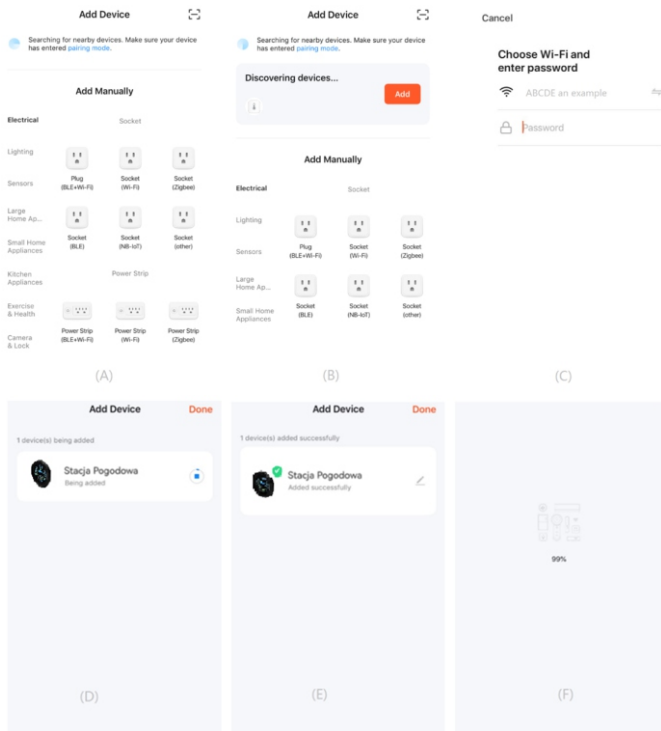 Add Device
Searching for nearby devices. Make sure your device
has entered pairing mode.
Add Manually
Electrical
Socket
Lighting
Sensors
Large
Home Ap...
Small Home
Appliances
Kitchen
Appliances
Exercise
& Health
Camera
& Lock
Plug
(BLE+Wi-Fi)
Socket
(Wi-Fi)
Socket
(Zigbee)
Socket
(BLE)
Socket
(NB-IoT)
Socket
(other)
Power Strip
Power Strip
(BLE+Wi-Fi)
Power Strip
(Wi-Fi)
Power Strip
(Zigbee)
(A)
Add Device
Searching for nearby devices. Make sure your device
has entered pairing mode.
Discovering devices...
Add
Add Manually
Electrical
Socket
Lighting
Sensors
Large
Home Ap...
Small Home
Appliances
Plug
(BLE+Wi-Fi)
Socket
(Wi-Fi)
Socket
(Zigbee)
Socket
(BLE)
Socket
(NB-IoT)
Socket
(other)
(B)
Cancel
Choose Wi-Fi and
enter password
ABCDE an example
Password
(C)
Add Device
Done
1 device(s) being added
Stacja Pogodowa
Being added
(D)
Add Device
Done
1 device(s) added successfully
Stacja Pogodowa
Added successfully
(E)
99%
(F)